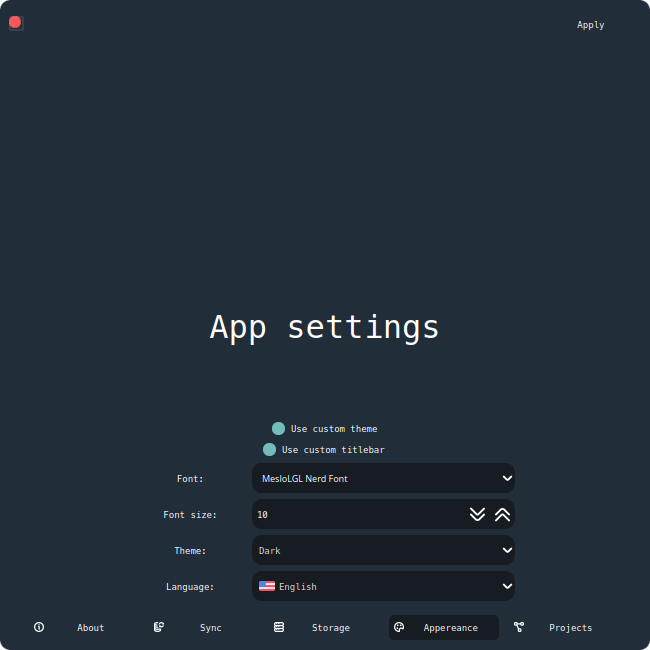 Apply
App settings
Use custom theme
Use custom titlebar
Font: MesloLGL Nerd Font
Font size: 10
Theme: Dark
Language: English
About Sync Storage Appereance Projects